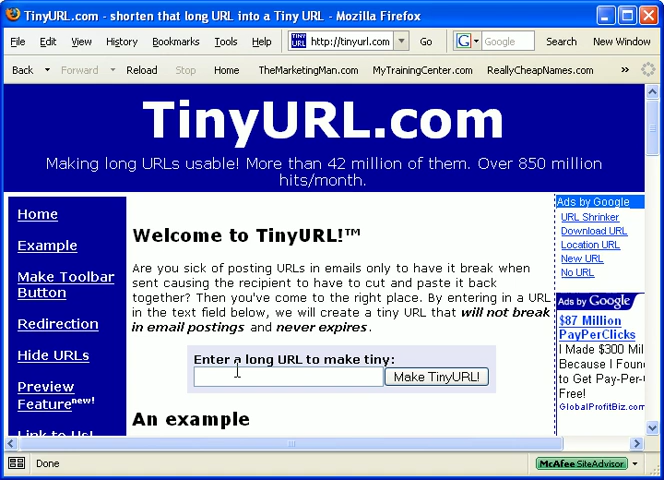 TinyURL.com - shorten that long URL into a Tiny URL - Mozilla Firefox
File Edit View History Bookmarks Tools Help http://tinyurl.com Go Google Search New Window
Back Forward Reload Stop Home TheMarketingMan.com MyTrainingCenter.com ReallyCheapNames.com »
TinyURL.com
Making long URLs usable! More than 42 million of them. Over 850 million
hits/month.
Home
Example
Make Toolbar
Button
Redirection
Hide URLs
Preview
Feature new!
Link to Us!
Welcome to TinyURL!™
Are you sick of posting URLs in emails only to have it break when
sent causing the recipient to have to cut and paste it back
together? Then you've come to the right place. By entering in a URL
in the text field below, we will create a tiny URL that will not break
in email postings and never expires.
Enter a long URL to make tiny:
Make TinyURL!
An example
Ads by Google
URL Shrinker
Download URL
Location URL
New URL
No URL
Ads by Google
$87 Million
PayPerClicks
I Made $300 Mil
Because I Foun
to Get Pay-Per-
Free!
GlobalProfitBiz.com
Done
McAfee SiteAdvisor